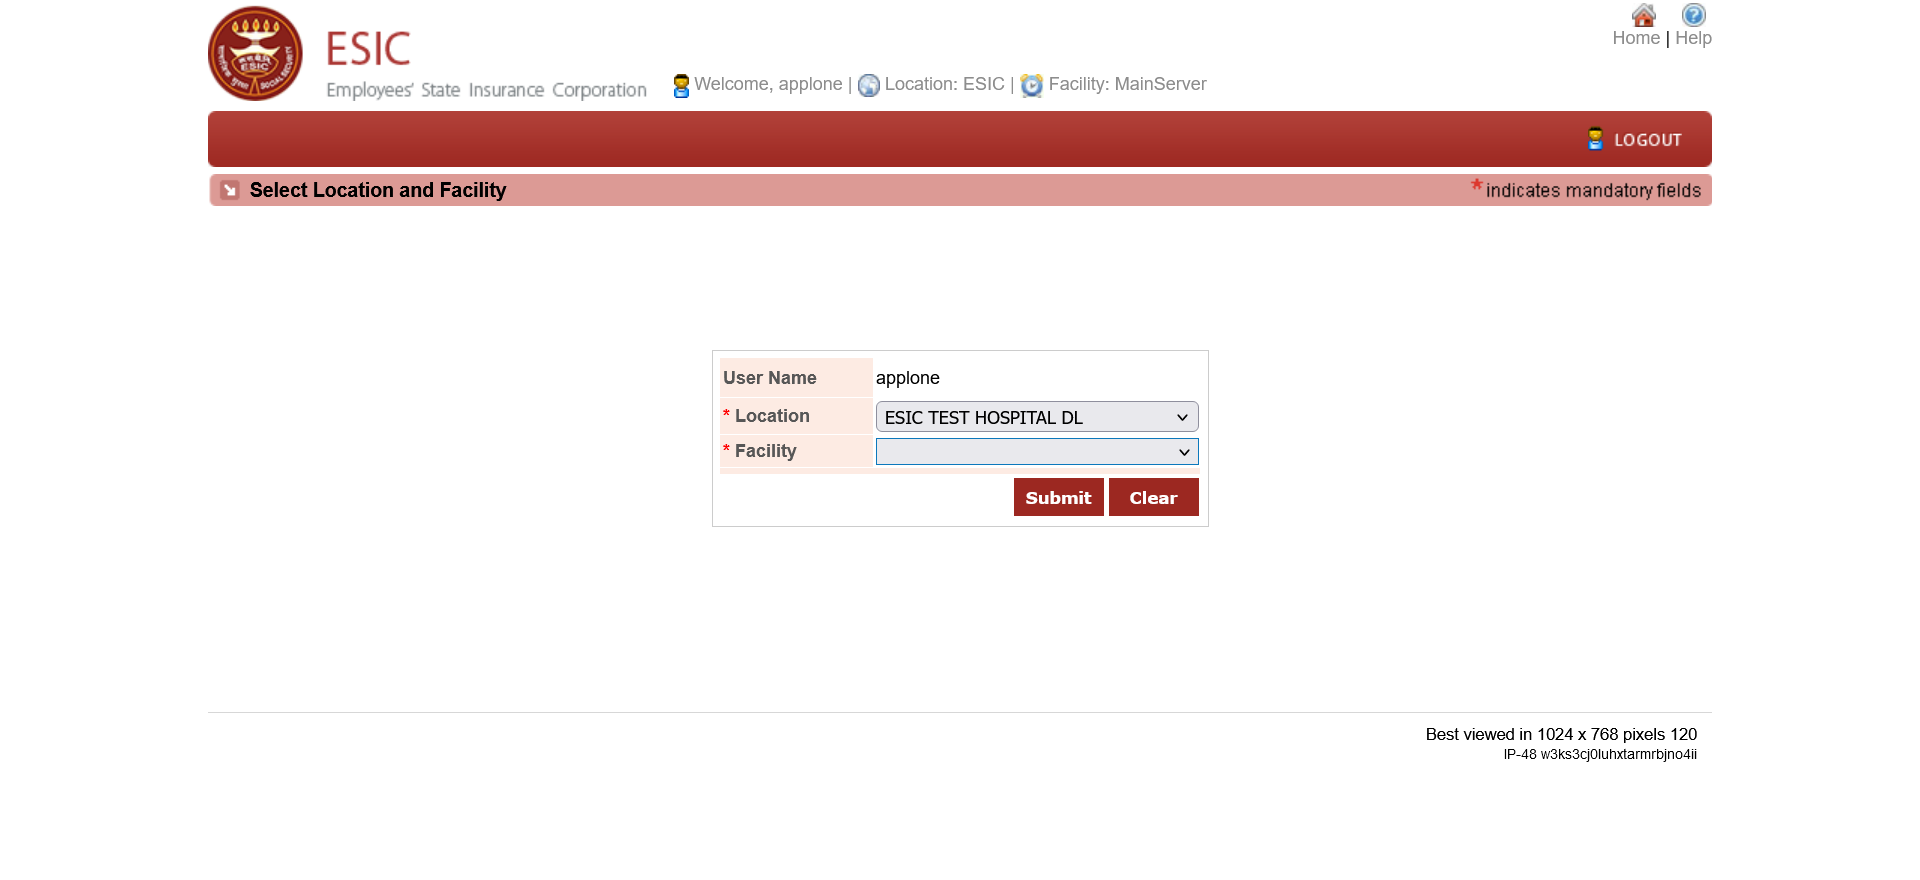 Home | Help
ESIC
Employees' State Insurance Corporation
Welcome, applone | Location: ESIC | Facility: MainServer
LOGOUT
Select Location and Facility
* indicates mandatory fields
User Name applone
* Location ESIC TEST HOSPITAL DL
* Facility
Submit Clear
Best viewed in 1024 x 768 pixels 120
IP-48 w3ks3cj0luhxtarmrbjno4ii